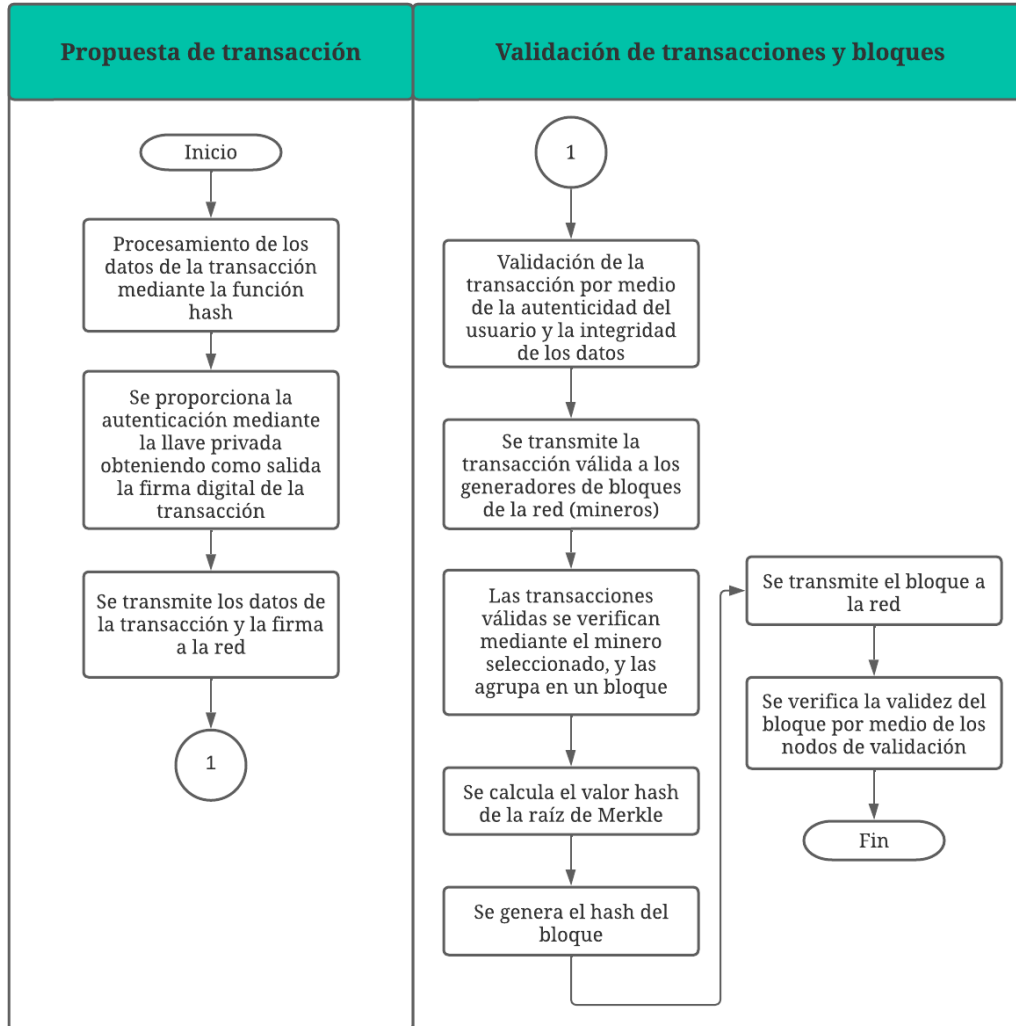 Propuesta de transacción
Validación de transacciones y bloques
Inicio
Procesamiento de los
datos de la transacción
mediante la función
hash
Se proporciona la
autenticación mediante
la llave privada
obteniendo como salida
la firma digital de la
transacción
Se transmite los datos de
la transacción y la firma
a la red
1
1
Validación de la
transacción por medio
de la autenticidad del
usuario y la integridad
de los datos
Se transmite la
transacción válida a los
generadores de bloques
de la red (mineros)
Las transacciones
válidas se verifican
mediante el minero
seleccionado, y las
agrupa en un bloque
Se calcula el valor hash
de la raíz de Merkle
Se genera el hash del
bloque
Se transmite el bloque a
la red
Se verifica la validez del
bloque por medio de los
nodos de validación
Fin